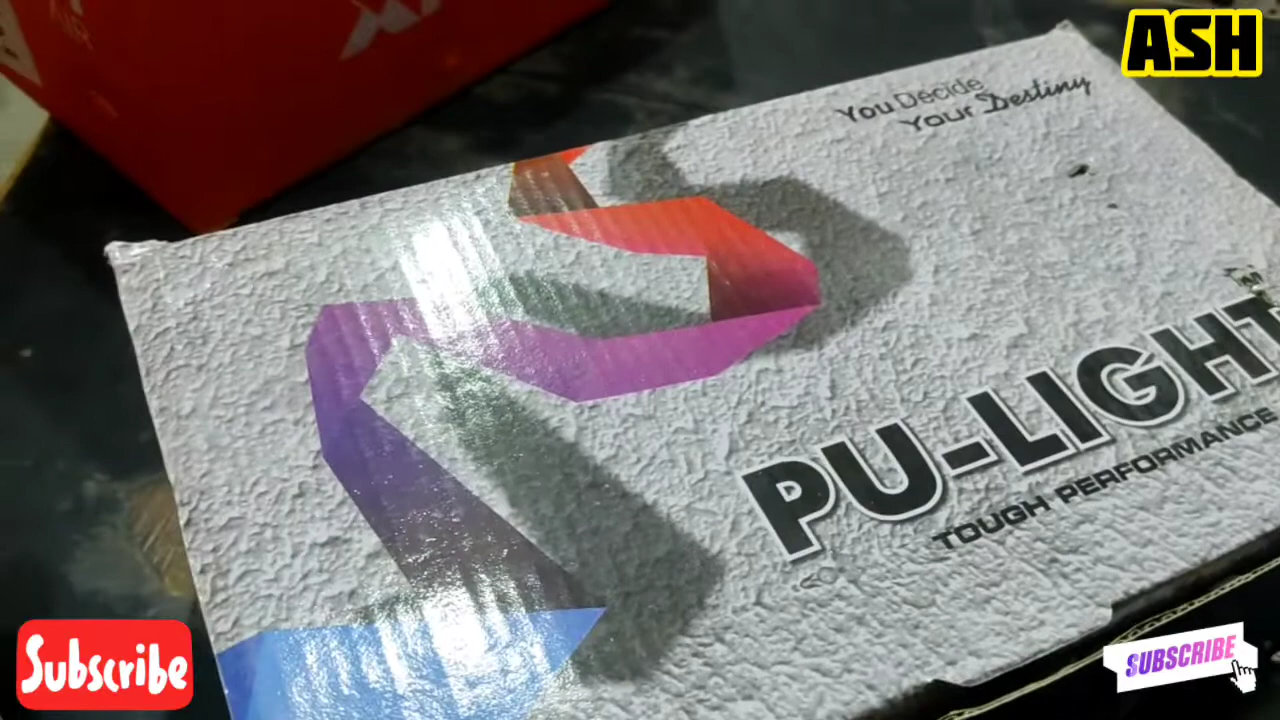 ASH
You Decide
Your Destiny
PU-LIGHT
TOUGH PERFORMANCE
Subscribe
SUBSCRIBE